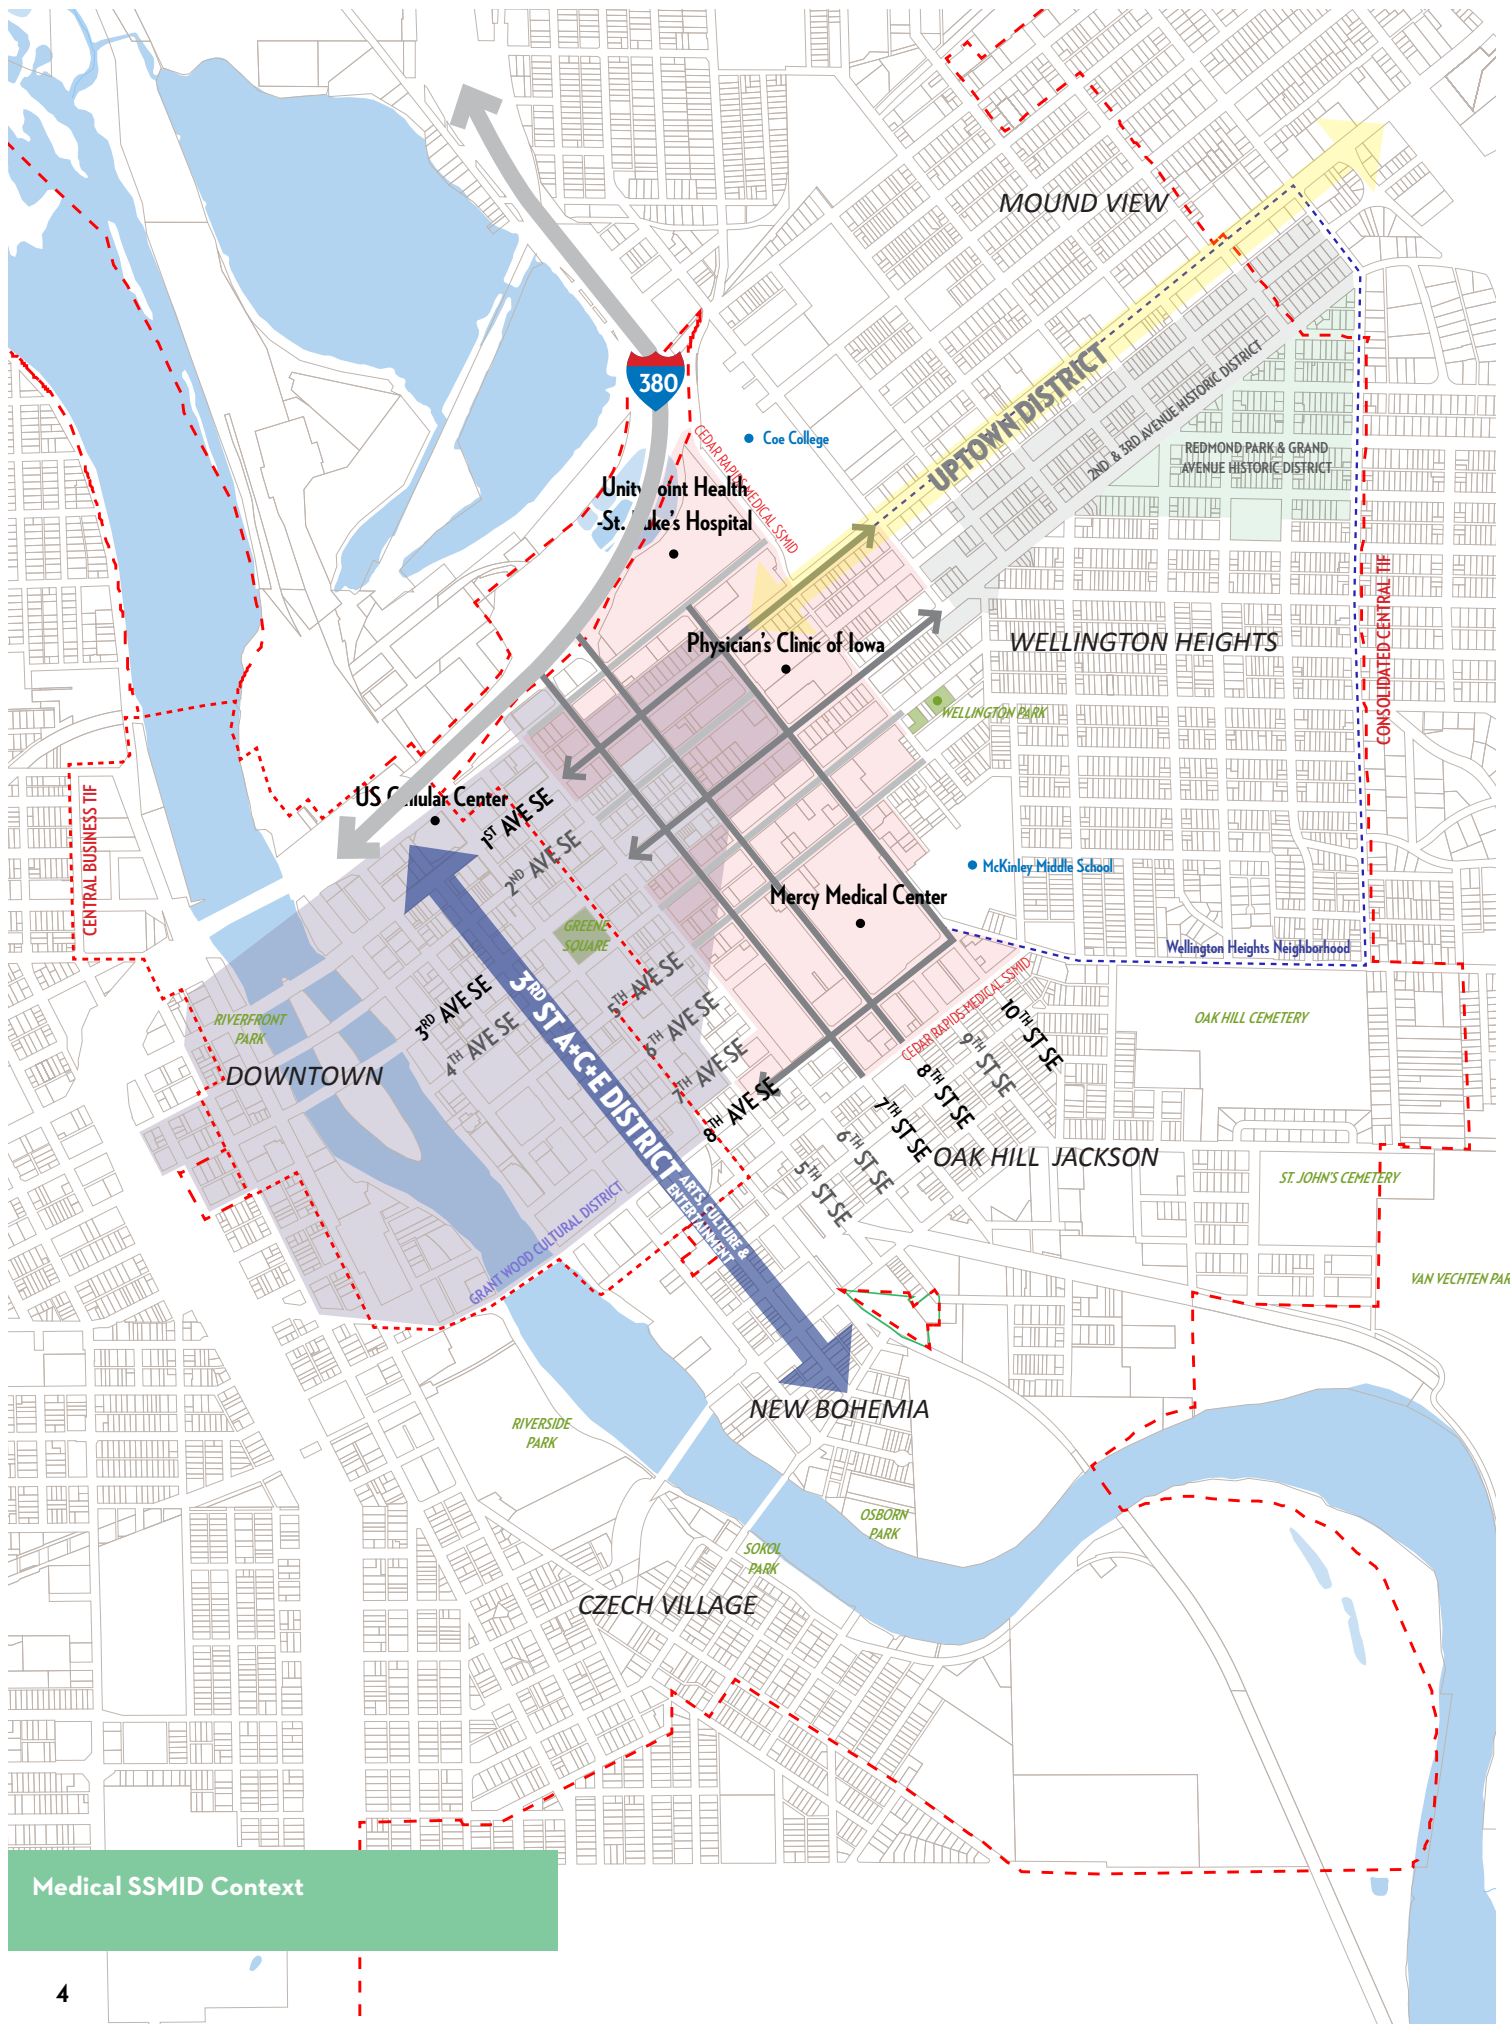 MOUND VIEW
380
UPTOWN DISTRICT
2ND & 3RD AVENUE HISTORIC DISTRICT
Coe College
CEDAR RAPIDS MEDICAL SSMID
REDMOND PARK & GRAND
AVENUE HISTORIC DISTRICT
-St. Hospital
CONSOLIDATED CENTRAL TIF
Physician's Clinic of Iowa
WELLINGTON HEIGHTS
WELLINGTON PARK
CENTRAL BUSINESS TIF
US Center
1ST AVE SE
2ND AVE SE
McKinley Middle School
Mercy Medical Center
GREENE
SQUARE
Wellington Heights Neighborhood
3RD AVE SE
4TH AVE SE
5TH AVE SE
6TH AVE SE
7TH AVE SE
8TH AVE SE
CEDAR RAPIDS MEDICAL SSMID
10TH ST SE
9TH ST SE
8TH ST SE
7TH ST SE
6TH ST SE
5TH ST SE
RIVERFRONT
PARK
DOWNTOWN
OAK HILL CEMETERY
3RD ST A+C+E DISTRICT
ARTS, CULTURE &
ENTERTAINMENT
OAK HILL JACKSON
ST. JOHN'S CEMETERY
GRANT WOOD CULTURAL DISTRICT
VAN VECHTEN PAR
NEW BOHEMIA
RIVERSIDE
PARK
OSBORN
PARK
SOKOL
PARK
CZECH VILLAGE
Medical SSMID Context
4